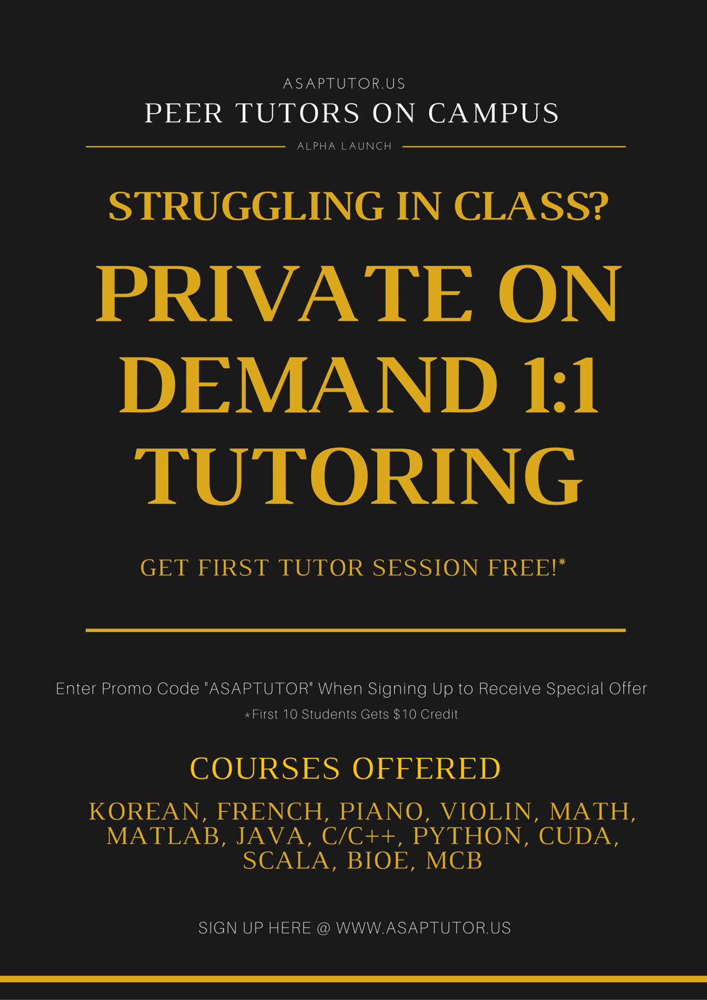 ASAPTUTOR.US
PEER TUTORS ON CAMPUS
ALPHA LAUNCH
STRUGGLING IN CLASS?
PRIVATE ON
DEMAND 1:1
TUTORING
GET FIRST TUTOR SESSION FREE!*
Enter Promo Code "ASAPTUTOR" When Signing Up to Receive Special Offer
*First 10 Students Gets $10 Credit
COURSES OFFERED
KOREAN, FRENCH, PIANO, VIOLIN, MATH,
MATLAB, JAVA, C/C++, PYTHON, CUDA,
SCALA, BIOE, MCB
SIGN UP HERE @ WWW.ASAPTUTOR.US